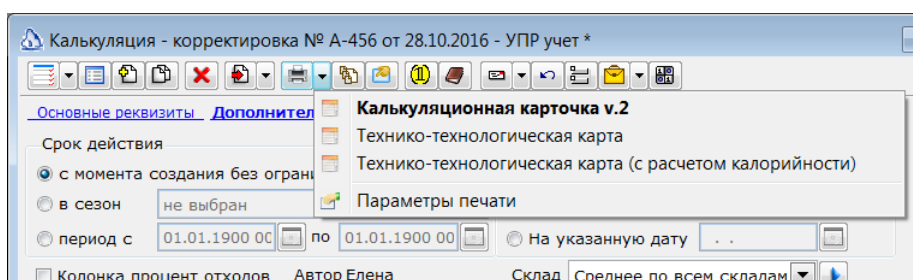 Калькуляция - корректировка № А-456 от 28.10.2016 - УПР учет *
Основные реквизиты Дополнител
Калькуляционная карточка v.2
Технико-технологическая карта
Технико-технологическая карта (с расчетом калорийности)
Параметры печати
Срок действия
с момента создания без ограни
в сезон не выбран
период с 01.01.1900 00 по 01.01.1900 00 На указанную дату . .
Колонка процент отходов Автор Елена Склад Среднее по всем складам